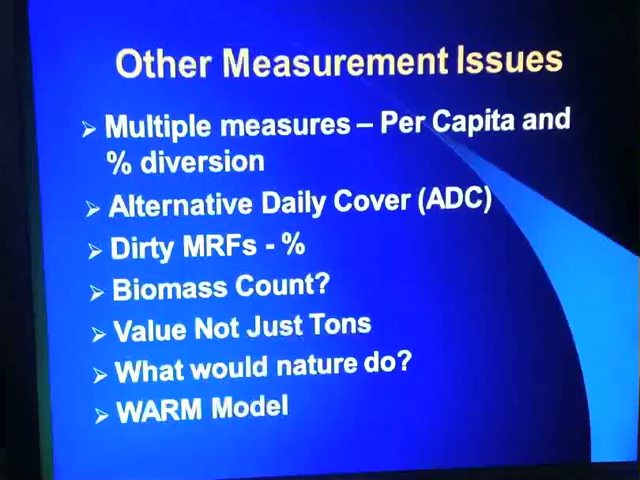 Other Measurement Issues
➢ Multiple measures – Per Capita and
% diversion
➢ Alternative Daily Cover (ADC)
➢ Dirty MRFs - %
➢ Biomass Count?
➢ Value Not Just Tons
➢ What would nature do?
➢ WARM Model